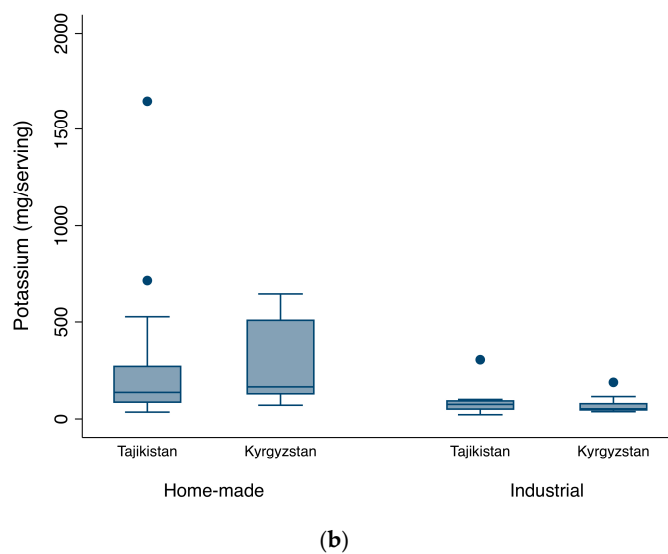 2000
1500
1000
500
0
Potassium (mg/serving)
Tajikistan Kyrgyzstan Tajikistan Kyrgyzstan
Home-made Industrial
(b)